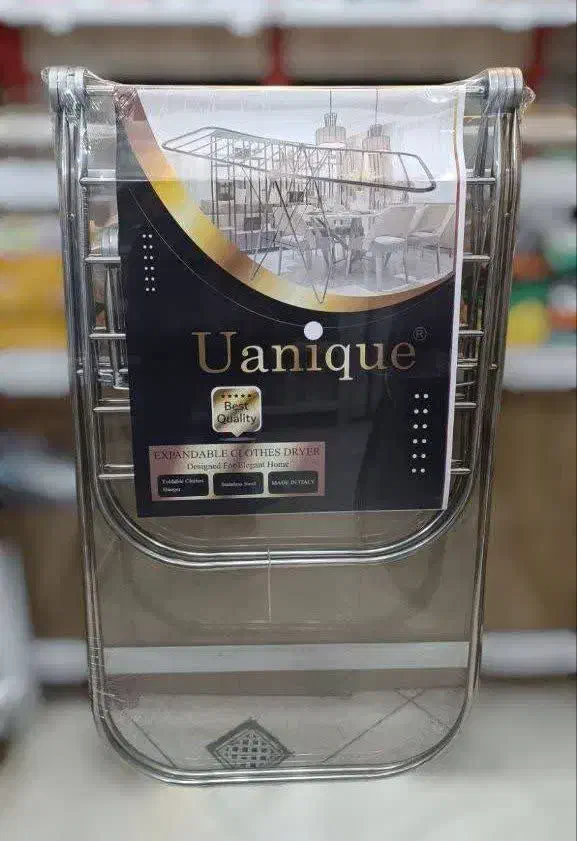 Uanique®
Best
Quality
EXPANDABLE CLOTHES DRYER
Designed For Elegant Home
Foldable Clothes
Hanger
Stainless Steel
MADE IN ITALY